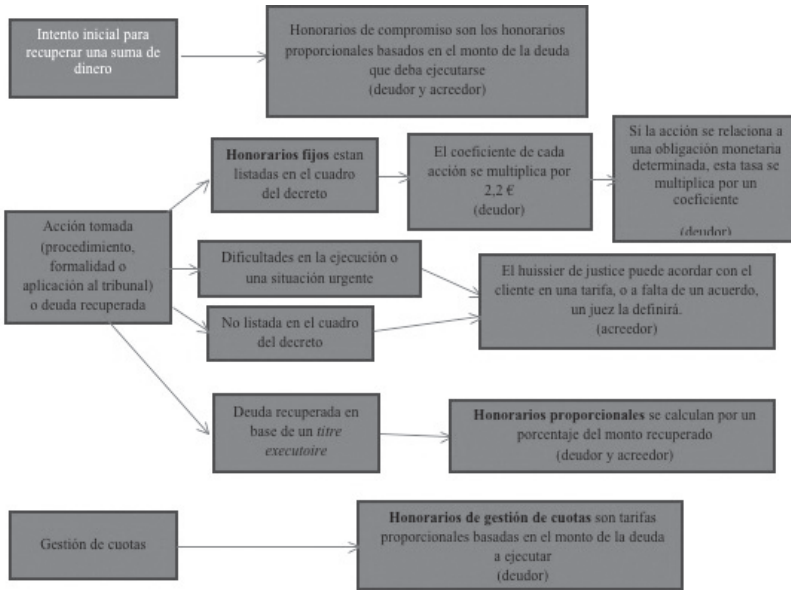 Intento inicial para
recuperar una suma de
dinero
Honorarios de compromiso son los honorarios
proporcionales basados en el monto de la deuda
que deba ejecutarse
(deudor y acreedor)
Honorarios fijos estan
listadas en el cuadro
del decreto
El coeficiente de cada
acción se multiplica por
2,2 €
(deudor)
Si la acción se relaciona a
una obligación monetaria
determinada, esta tasa se
multiplica por un
coeficiente
(deudor)
Acción tomada
(procedimiento,
formalidad o
aplicación al tribunal)
o deuda recuperada
Dificultades en la ejecución o
una situación urgente
No listada en el cuadro
del decreto
El huissier de justice puede acordar con el
cliente en una tarifa, o a falta de un acuerdo,
un juez la definirá.
(acreedor)
Deuda recuperada en
base de un titre
executoire
Honorarios proporcionales se calculan por un
porcentaje del monto recuperado
(deudor y acreedor)
Gestión de cuotas
Honorarios de gestión de cuotas son tarifas
proporcionales basadas en el monto de la deuda
a ejecutar
(deudor)